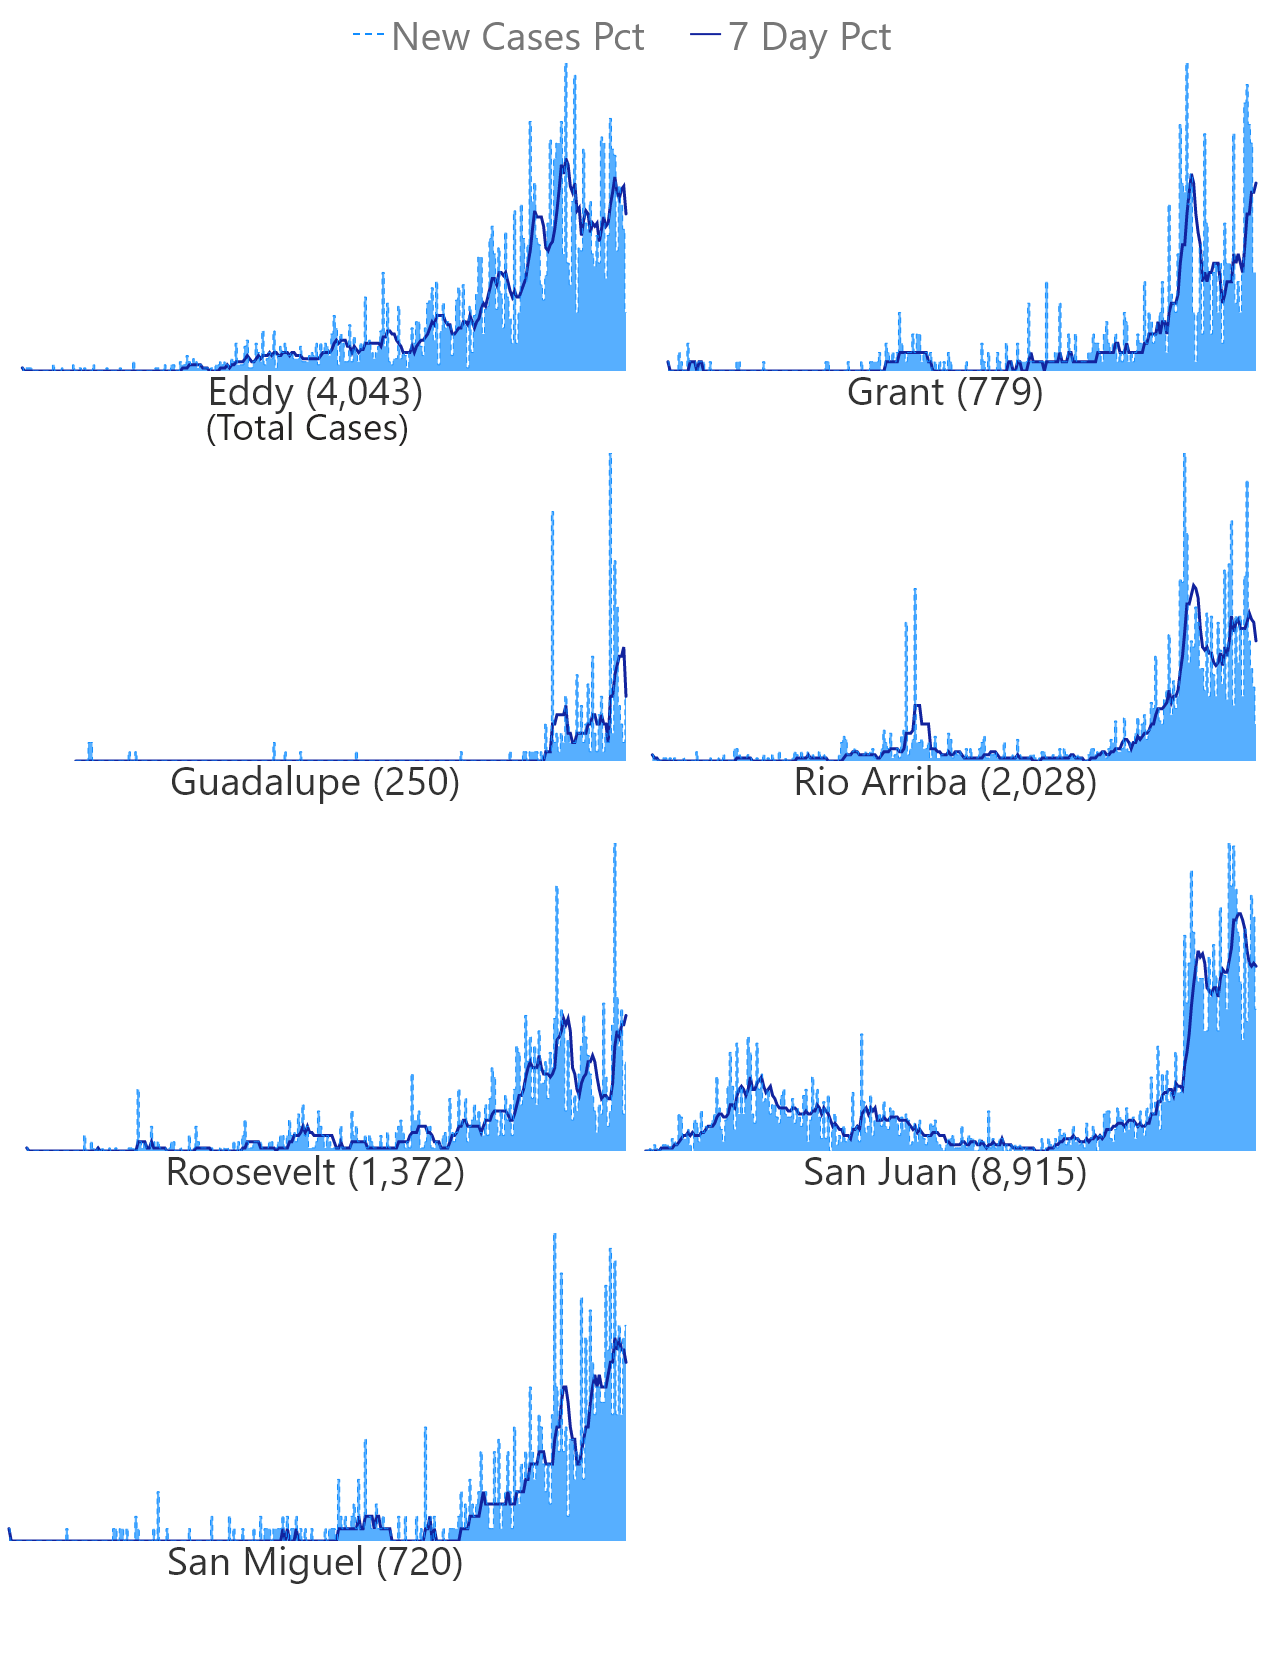 New Cases Pct 7 Day Pct
Eddy (4,043) Grant (779)
(Total Cases)
Guadalupe (250) Rio Arriba (2,028)
Roosevelt (1,372) San Juan (8,915)
San Miguel (720)